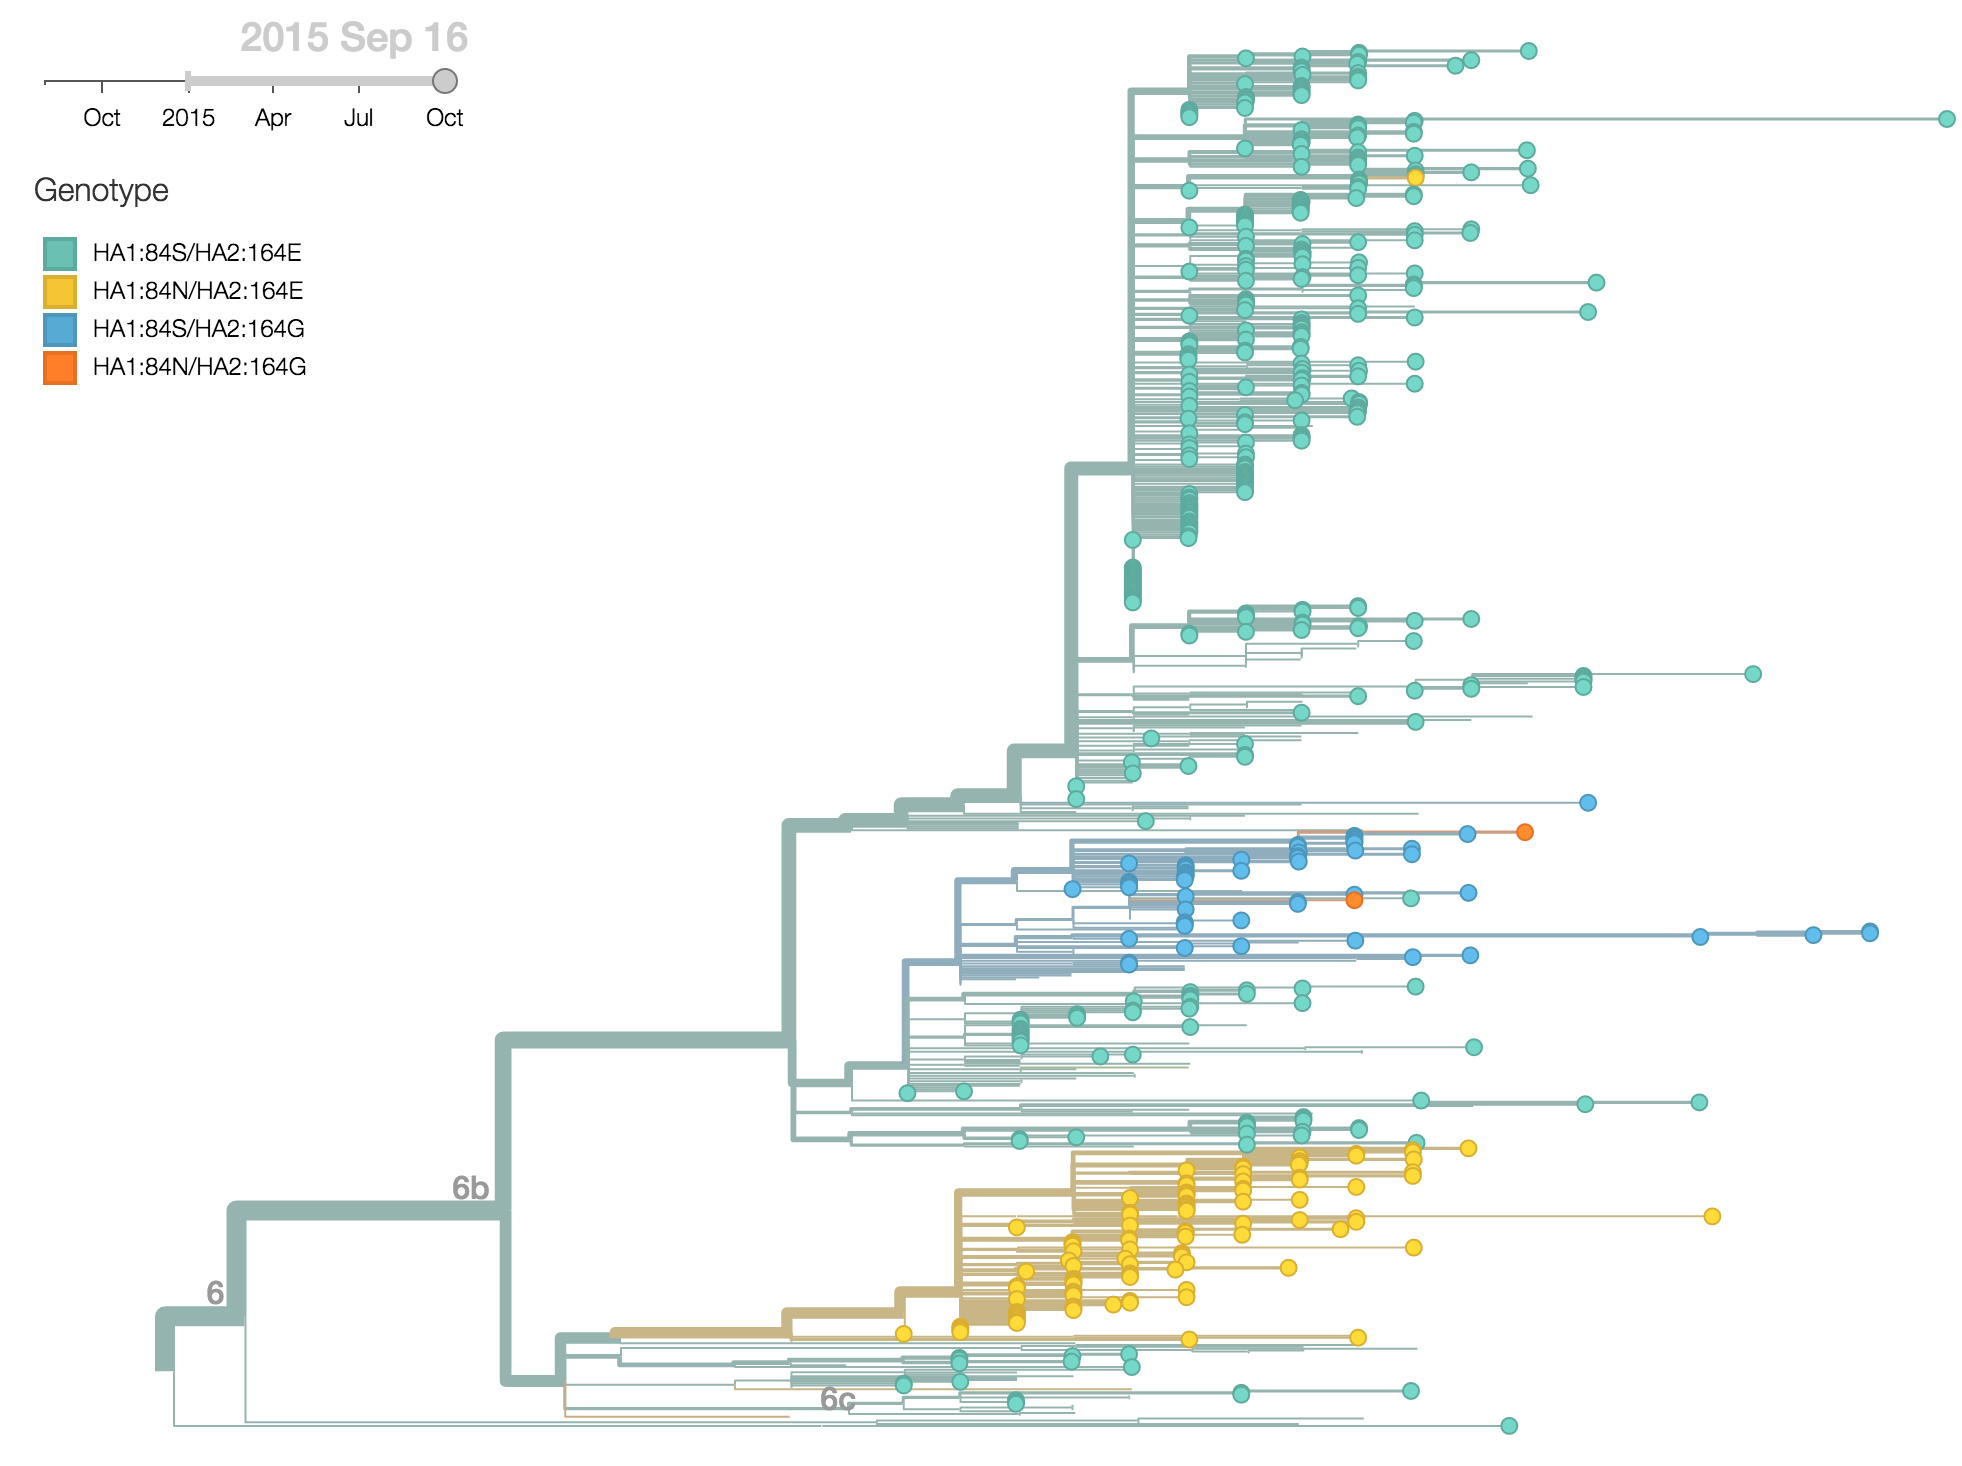 2015 Sep 16
Oct 2015 Apr Jul Oct
Genotype
HA1:84S/HA2:164E
HA1:84N/HA2:164E
HA1:84S/HA2:164G
HA1:84N/HA2:164G
6b
6
6c